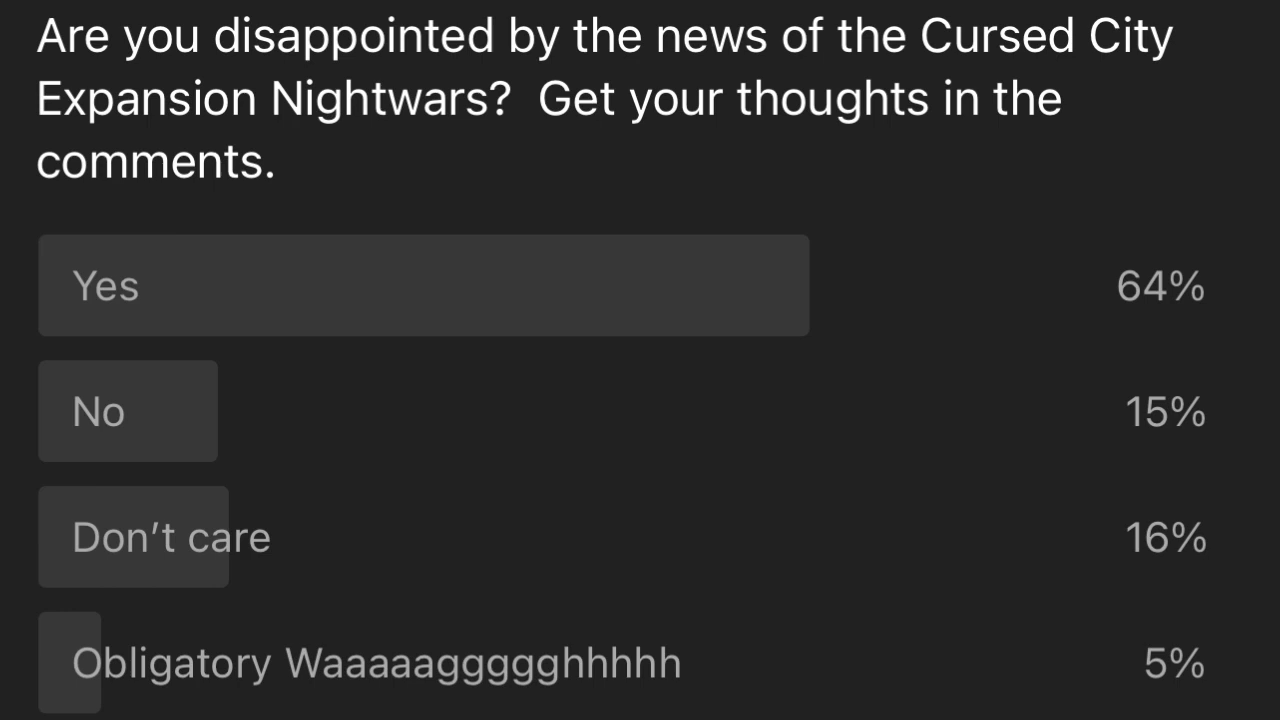 Are you disappointed by the news of the Cursed City
Expansion Nightwars?  Get your thoughts in the
comments.
Yes 64%
No 15%
Don’t care 16%
Obligatory Waaaaaggggghhhhh 5%